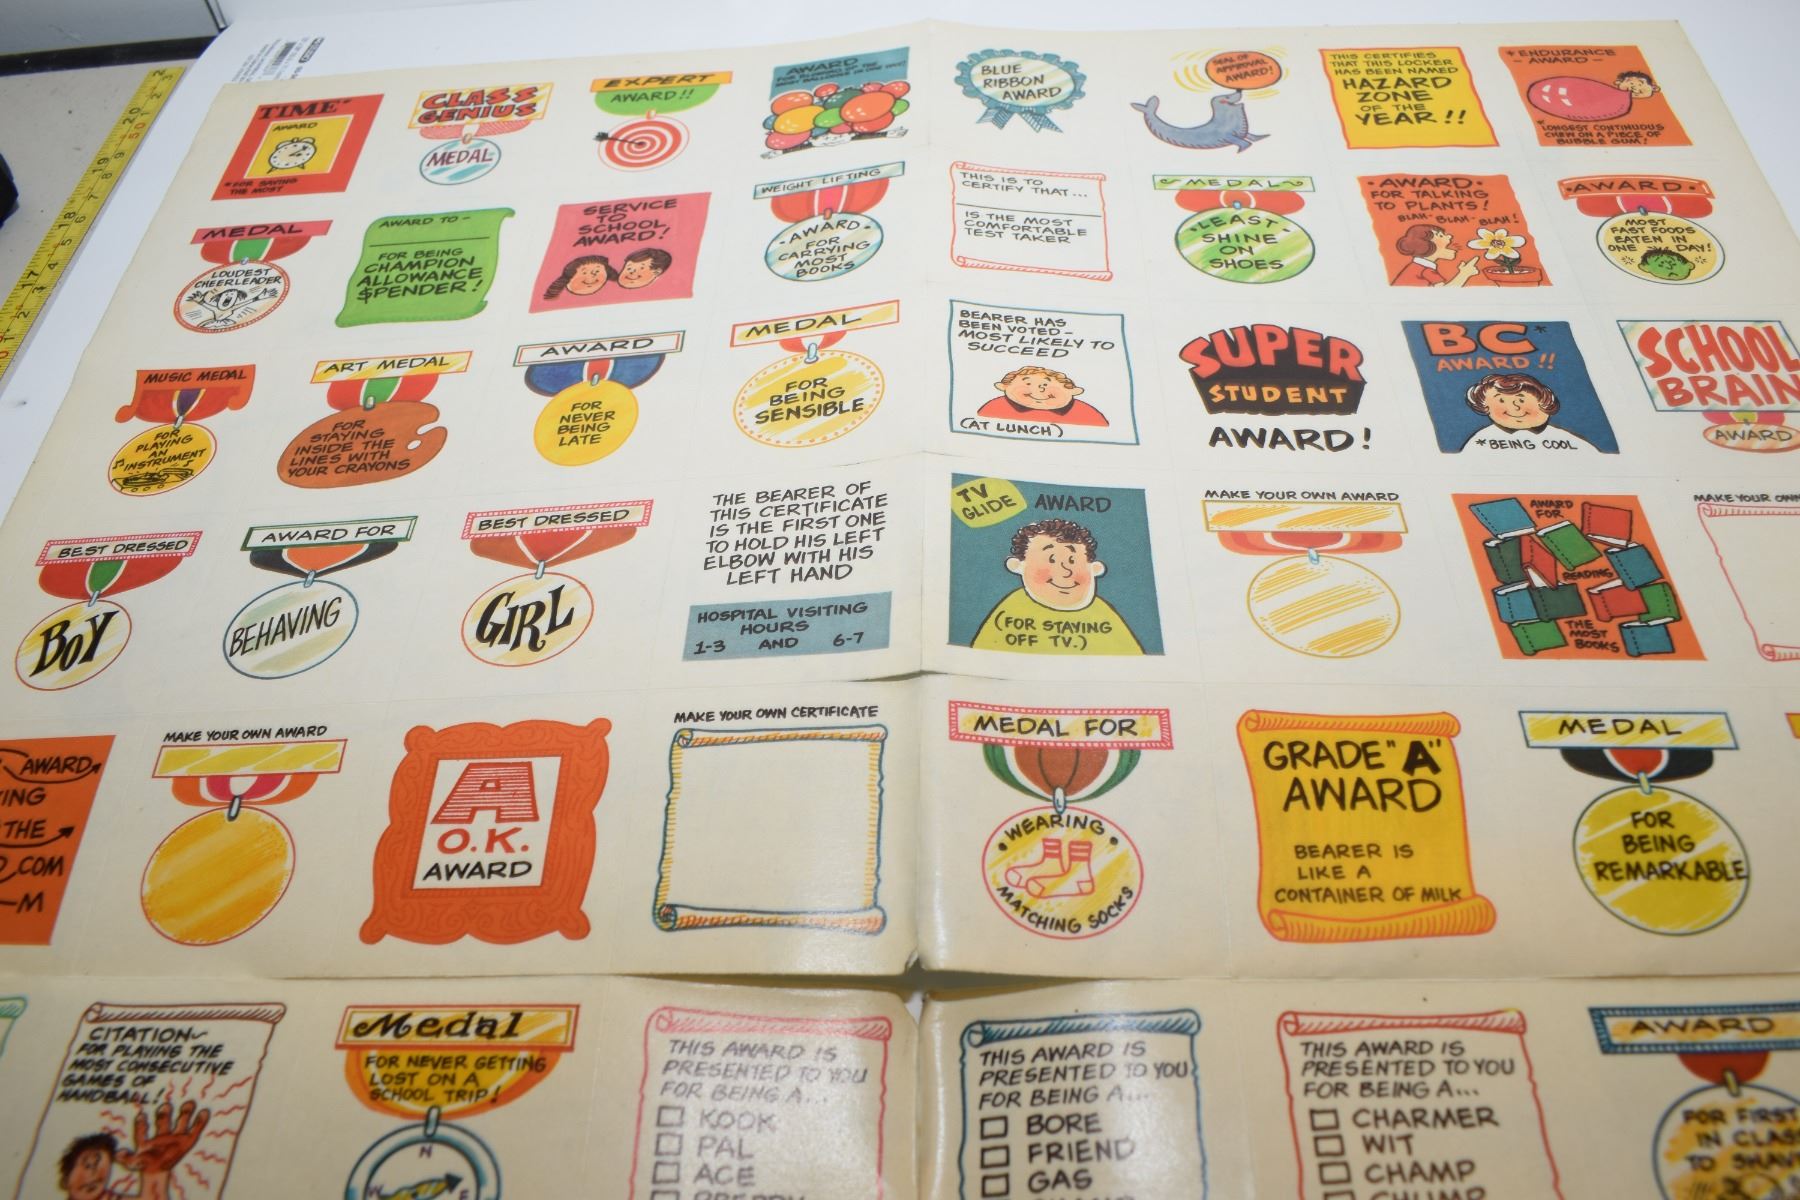 TIME*
AWARD
*FOR SAVING
THE MOST
CLASS
GENIUS
MEDAL
EXPERT
AWARD!!
AWARD
BLUE
RIBBON
AWARD
SEAL OF
APPROVAL
AWARD!
THIS CERTIFIES
THAT THIS LOCKER
HAS BEEN NAMED
HAZARD
ZONE
OF THE
YEAR!!
*ENDURANCE
- AWARD -
*LONGEST CONTINUOUS
CHEW ON A PIECE OF
BUBBLE GUM!
MEDAL
LOUDEST
CHEERLEADER
AWARD TO -
FOR BEING
CHAMPION
ALLOWANCE
$PENDER!
SERVICE
TO
SCHOOL
AWARD!
WEIGHT LIFTING
• AWARD •
FOR
CARRYING
MOST
BOOKS
THIS IS TO
CERTIFY THAT...
IS THE MOST
COMFORTABLE
TEST TAKER
MEDAL
• LEAST •
SHINE
ON
SHOES
• AWARD •
FOR TALKING
TO PLANTS!
BLAH- BLAH- BLAH!
• AWARD •
MOST
FAST FOODS
EATEN IN
ONE DAY!
MUSIC MEDAL
FOR
PLAYING
AN
INSTRUMENT
ART MEDAL
FOR
STAYING
INSIDE THE
LINES WITH
YOUR CRAYONS
AWARD
FOR
NEVER
BEING
LATE
MEDAL
FOR
BEING
SENSIBLE
BEARER HAS
BEEN VOTED -
MOST LIKELY TO
SUCCEED
(AT LUNCH)
SUPER
STUDENT
AWARD!
BC*
AWARD!!
*BEING COOL
SCHOOL
BRAIN
AWARD
BEST DRESSED
BOY
AWARD FOR
BEHAVING
BEST DRESSED
GIRL
THE BEARER OF
THIS CERTIFICATE
IS THE FIRST ONE
TO HOLD HIS LEFT
ELBOW WITH HIS
LEFT HAND
HOSPITAL VISITING
HOURS
1-3 AND 6-7
TV
GLIDE
AWARD
(FOR STAYING
OFF TV.)
MAKE YOUR OWN AWARD
AWARD
FOR
READING
THE
MOST
BOOKS
MAKE YOUR OWN
AWARD
ING
THE
COM
-M
MAKE YOUR OWN AWARD
A
O.K.
AWARD
MAKE YOUR OWN CERTIFICATE
MEDAL FOR
• WEARING •
MATCHING SOCKS
GRADE "A"
AWARD
BEARER IS
LIKE A
CONTAINER OF MILK
MEDAL
FOR
BEING
REMARKABLE
CITATION~
FOR PLAYING THE
MOST CONSECUTIVE
GAMES OF
HANDBALL!
Medal
FOR NEVER GETTING
LOST ON A
SCHOOL TRIP!
N
W E
THIS AWARD IS
PRESENTED TO YOU
FOR BEING A...
KOOK
PAL
ACE
THIS AWARD IS
PRESENTED TO YOU
FOR BEING A...
BORE
FRIEND
GAS
THIS AWARD IS
PRESENTED TO YOU
FOR BEING A...
CHARMER
WIT
CHAMP
CHUMP
AWARD
FOR FIRST
IN CLASS
TO SHAVE